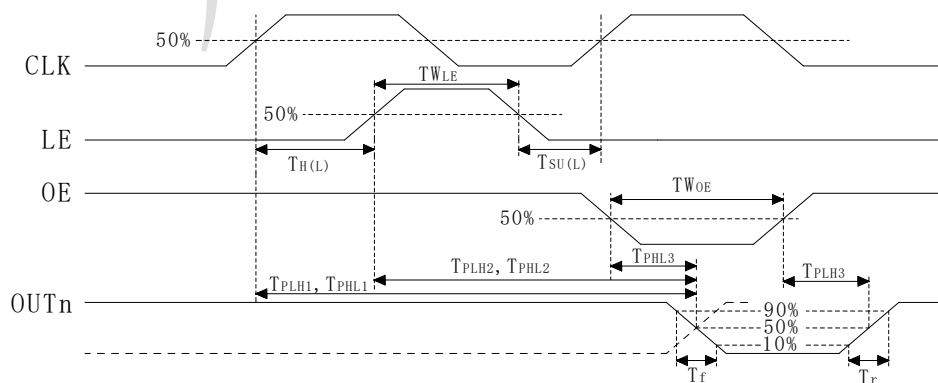 50%
CLK
TWLE
50%
LE
TH(L)
TSU(L)
OE
TWOE
50%
TPHL3
TPLH2, TPHL2
TPLH3
TPLH1, TPHL1
OUTn
90%
50%
10%
Tf
Tr